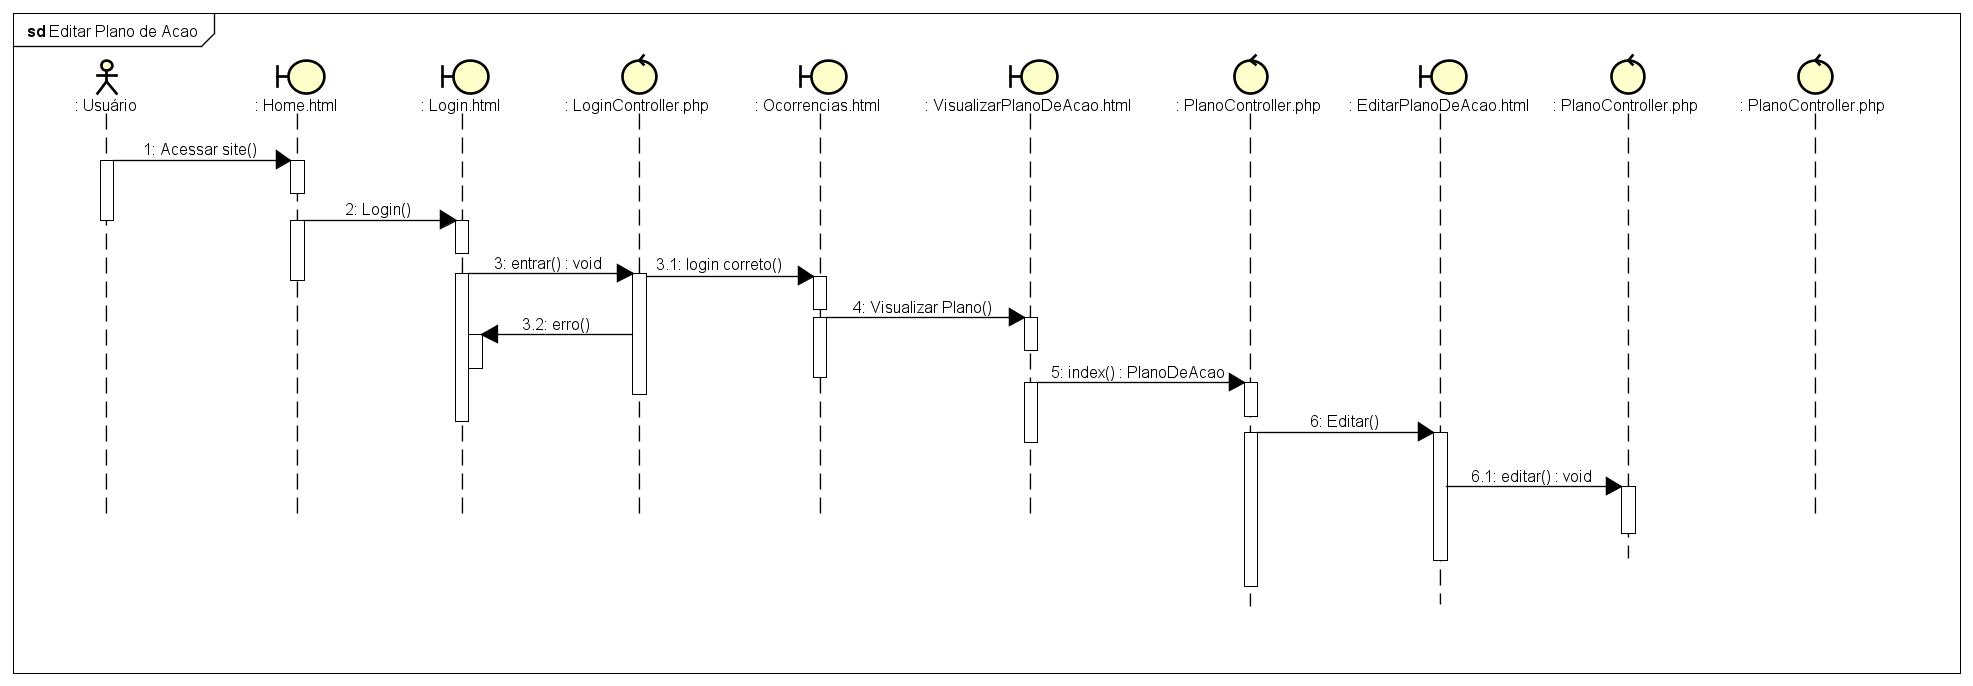 sd Editar Plano de Acao
: Usuário
: Home.html
: Login.html
: LoginController.php
: Ocorrencias.html
: VisualizarPlanoDeAcao.html
: PlanoController.php
: EditarPlanoDeAcao.html
: PlanoController.php
: PlanoController.php
1: Acessar site()
2: Login()
3: entrar() : void
3.1: login correto()
4: Visualizar Plano()
3.2: erro()
5: index() : PlanoDeAcao
6: Editar()
6.1: editar() : void